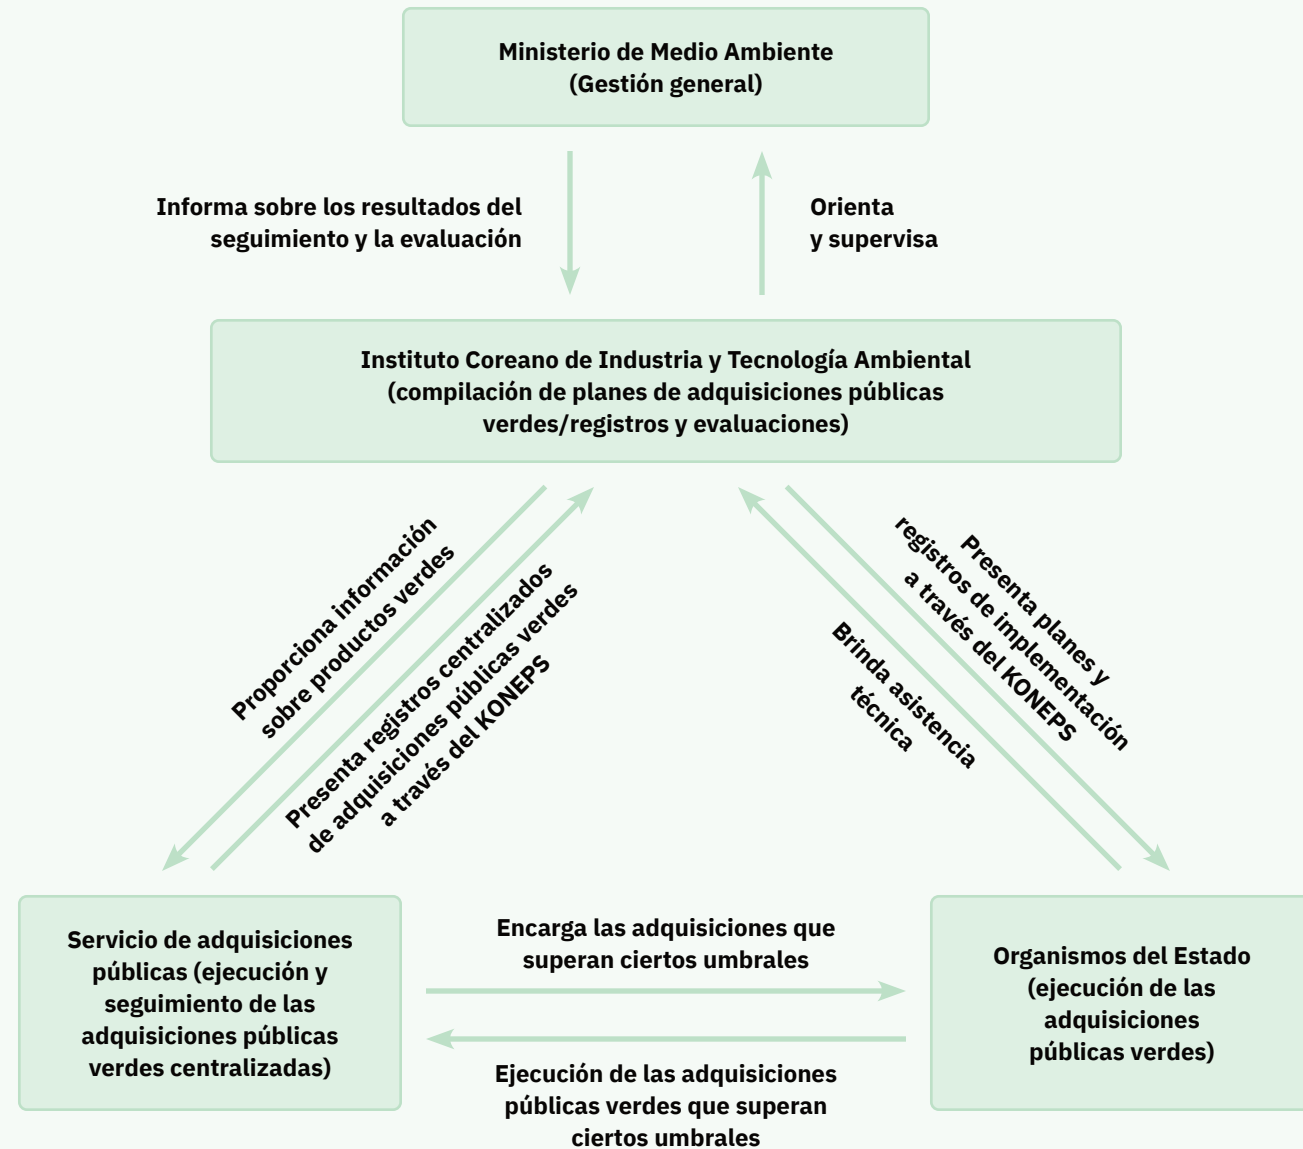 Ministerio de Medio Ambiente
(Gestión general)
Informa sobre los resultados del
seguimiento y la evaluación
Orienta
y supervisa
Instituto Coreano de Industria y Tecnología Ambiental
(compilación de planes de adquisiciones públicas
verdes/registros y evaluaciones)
Proporciona información
sobre productos verdes
Presenta registros centralizados
de adquisiciones públicas verdes
a través del KONEPS
Brinda asistencia
técnica
Presenta planes y
registros de implementación
a través del KONEPS
Servicio de adquisiciones
públicas (ejecución y
seguimiento de las
adquisiciones públicas
verdes centralizadas)
Encarga las adquisiciones que
superan ciertos umbrales
Ejecución de las adquisiciones
públicas verdes que superan
ciertos umbrales
Organismos del Estado
(ejecución de las
adquisiciones
públicas verdes)